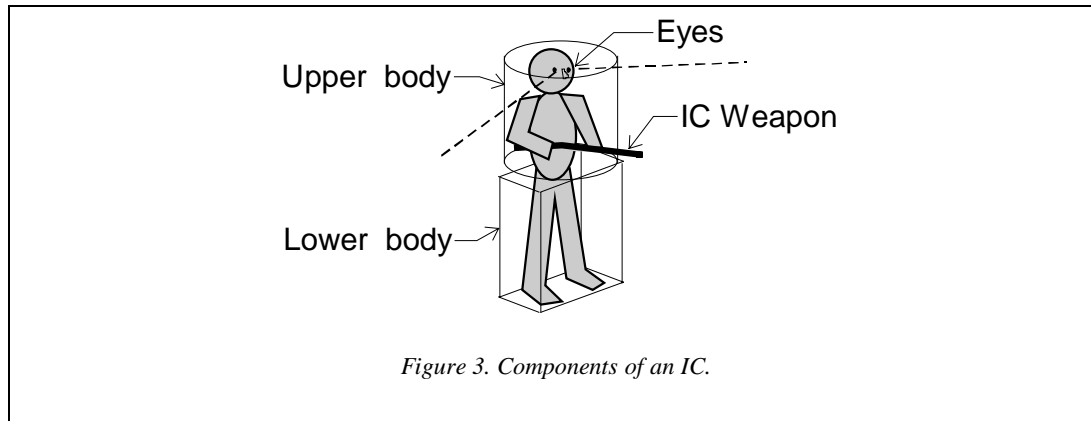 Eyes
Upper body
IC Weapon
Lower body
Figure 3. Components of an IC.